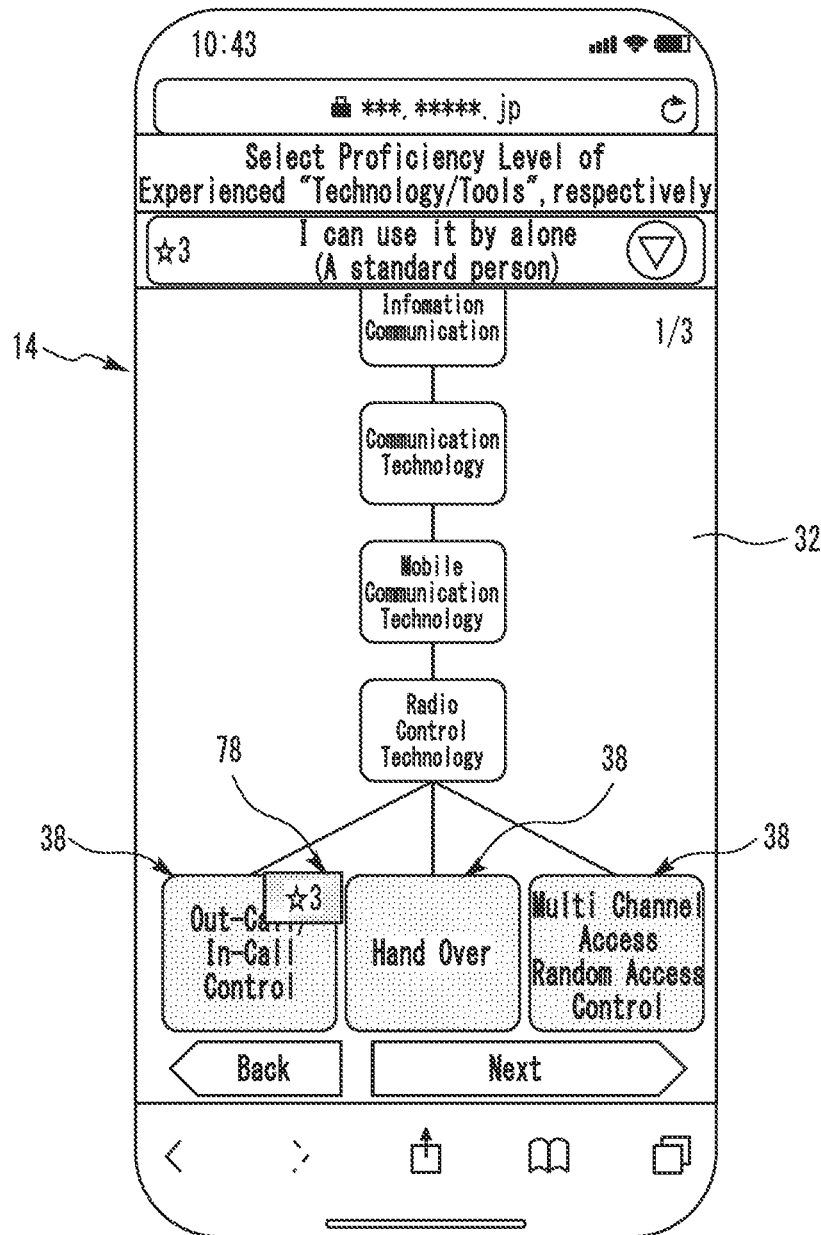 10:43
***.*****.jp
Select Proficiency Level of
Experienced "Technology/Tools",respectively
☆3
I can use it by alone
(A standard person)
Infomation
Communication
1/3
14
Communication
Technology
32
Mobile
Communication
Technology
Radio
Control
Technology
78
38
38
38
☆3
Out-Call/
In-Call
Control
Hand Over
Multi Channel
Access
Random Access
Control
Back
Next